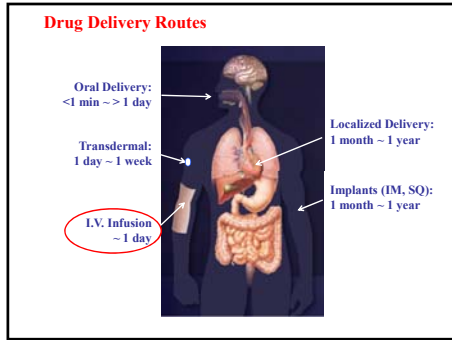 Drug Delivery Routes
Oral Delivery:
<1 min ~ > 1 day
Transdermal:
1 day ~ 1 week
I.V. Infusion
~ 1 day
Localized Delivery:
1 month ~ 1 year
Implants (IM, SQ):
1 month ~ 1 year